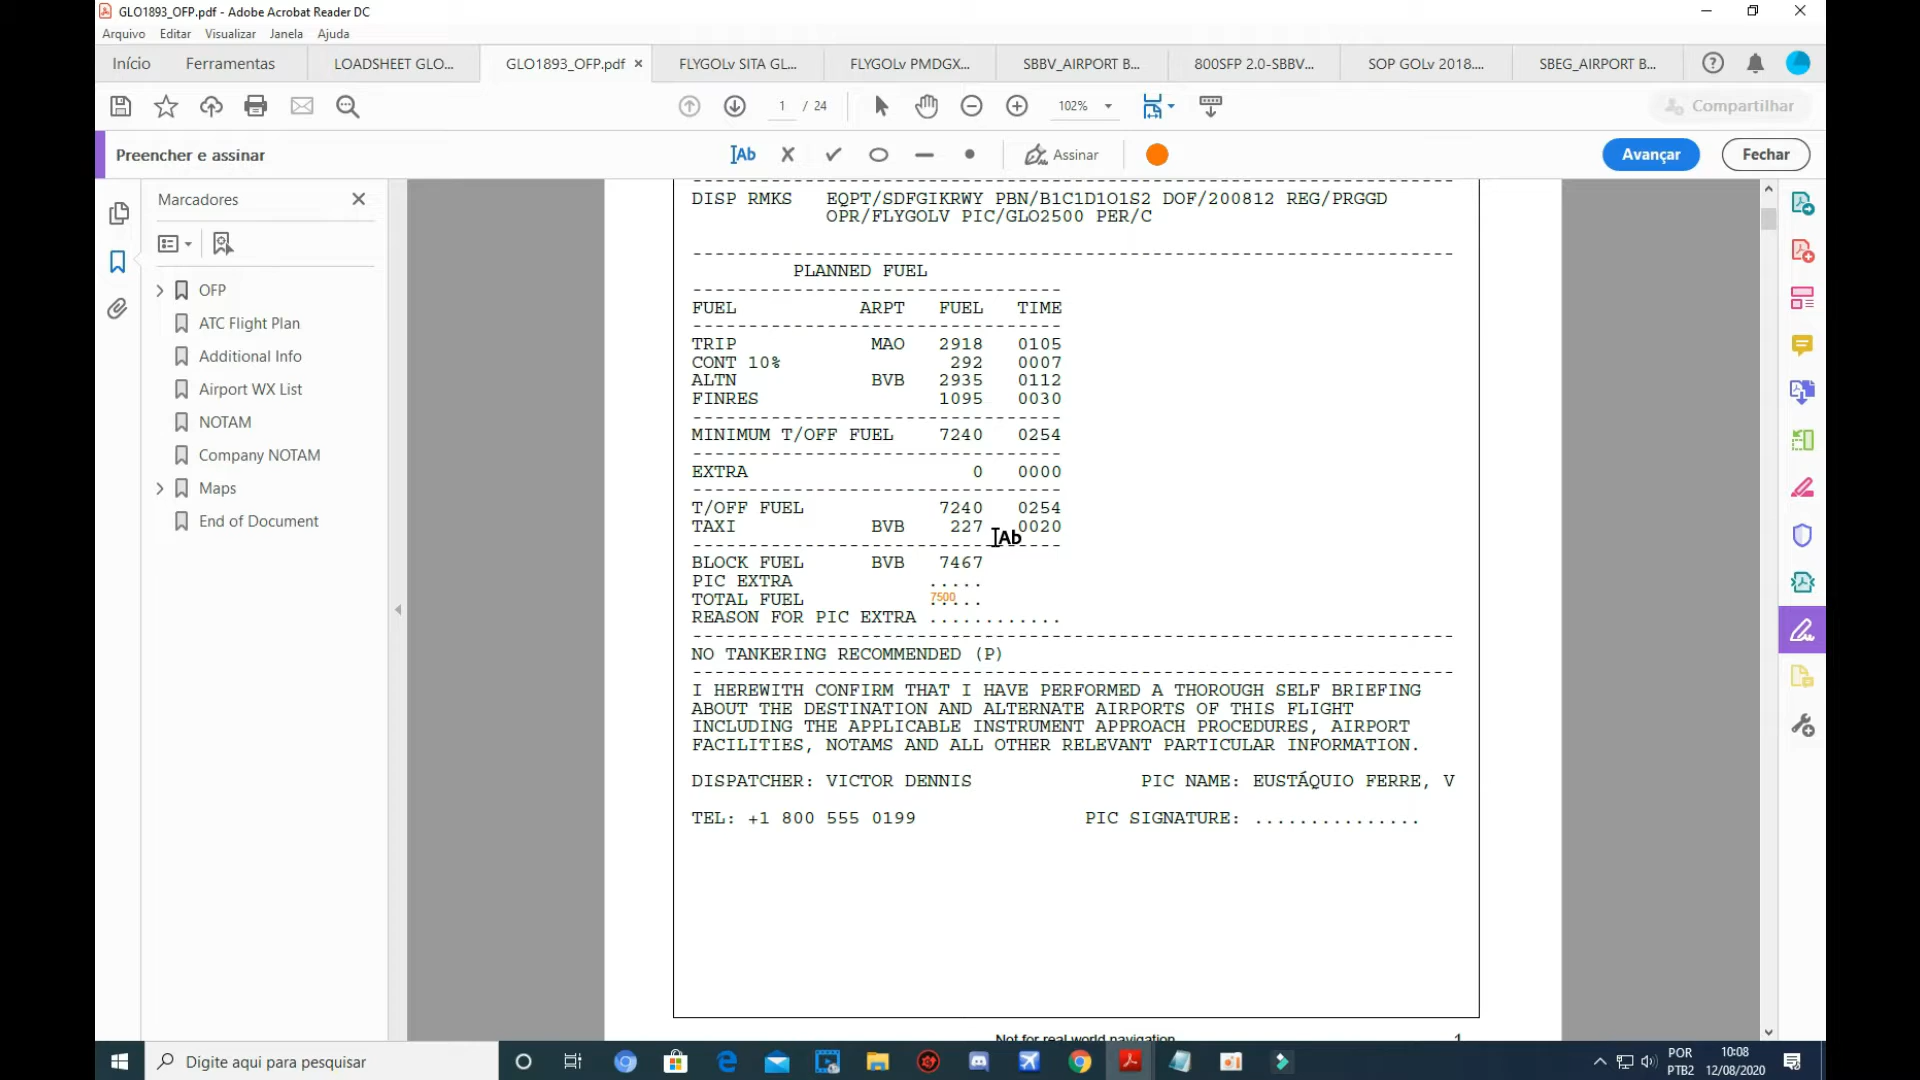 GLO1893_OFP.pdf - Adobe Acrobat Reader DC
Arquivo Editar Visualizar Janela Ajuda
Início Ferramentas LOADSHEET GLO... GLO1893_OFP.pdf × FLYGOLv SITA GL... FLYGOLv PMDGX... SBBV_AIRPORT B... 800SFP 2.0-SBBV... SOP GOLv 2018.... SBEG_AIRPORT B...
1 / 24 102% Compartilhar
Preencher e assinar Ab Assinar Avançar Fechar
Marcadores
OFP
ATC Flight Plan
Additional Info
Airport WX List
NOTAM
Company NOTAM
Maps
End of Document
DISP RMKS EQPT/SDFGIKRWY PBN/B1C1D1O1S2 DOF/200812 REG/PRGGD
OPR/FLYGOLV PIC/GLO2500 PER/C
PLANNED FUEL
FUEL ARPT FUEL TIME
TRIP MAO 2918 0105
CONT 10% 292 0007
ALTN BVB 2935 0112
FINRES 1095 0030
MINIMUM T/OFF FUEL 7240 0254
EXTRA 0 0000
T/OFF FUEL 7240 0254
TAXI BVB 227 0020
Ab
BLOCK FUEL BVB 7467
PIC EXTRA .....
TOTAL FUEL 7500 .....
REASON FOR PIC EXTRA ............
NO TANKERING RECOMMENDED (P)
I HEREWITH CONFIRM THAT I HAVE PERFORMED A THOROUGH SELF BRIEFING
ABOUT THE DESTINATION AND ALTERNATE AIRPORTS OF THIS FLIGHT
INCLUDING THE APPLICABLE INSTRUMENT APPROACH PROCEDURES, AIRPORT
FACILITIES, NOTAMS AND ALL OTHER RELEVANT PARTICULAR INFORMATION.
DISPATCHER: VICTOR DENNIS PIC NAME: EUSTÁQUIO FERRE, V
TEL: +1 800 555 0199 PIC SIGNATURE: ...............
Not for real world navigation 1
Digite aqui para pesquisar
POR 10:08
PTB2 12/08/2020